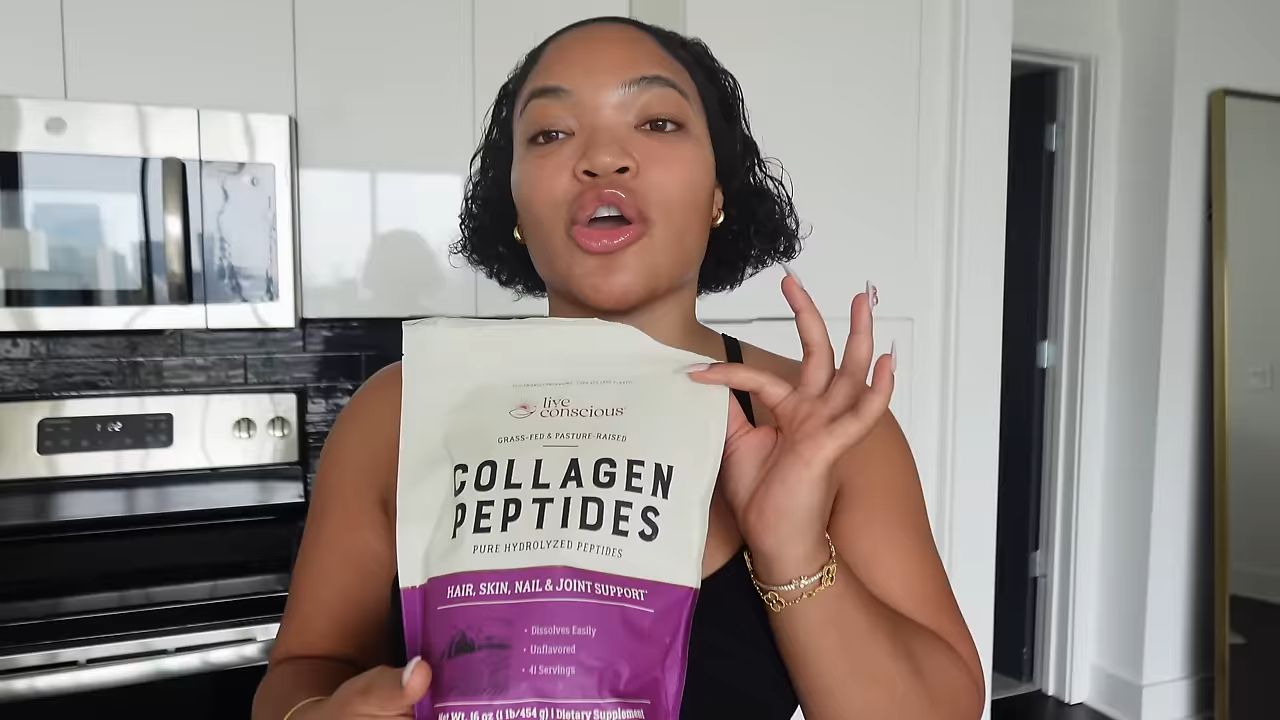 live
conscious
GRASS-FED & PASTURE-RAISED
COLLAGEN
PEPTIDES
PURE HYDROLYZED PEPTIDES
HAIR, SKIN, NAIL & JOINT SUPPORT*
• Dissolves Easily
• Unflavored
• 41 Servings
Net Wt. 16 oz (1 lb/454 g) | Dietary Supplement